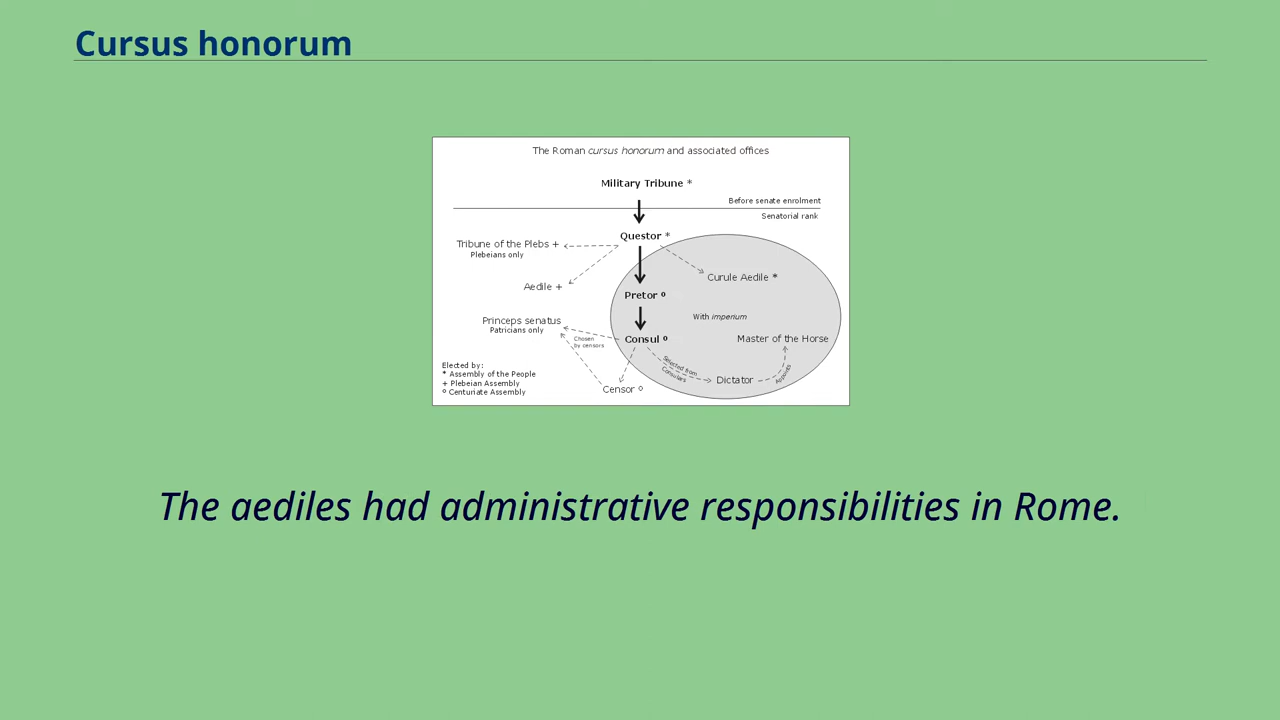 Cursus honorum
The Roman cursus honorum and associated offices
Military Tribune *
Before senate enrolment
Senatorial rank
Questor *
Tribune of the Plebs +
Plebeians only
Curule Aedile *
Aedile +
Pretor º
With imperium
Princeps senatus
Patricians only
Chosen
by censors
Consul º
Master of the Horse
Selected from
Consulars
Appoints
Dictator
Censor º
Elected by:
* Assembly of the People
+ Plebeian Assembly
º Centuriate Assembly
The aediles had administrative responsibilities in Rome.